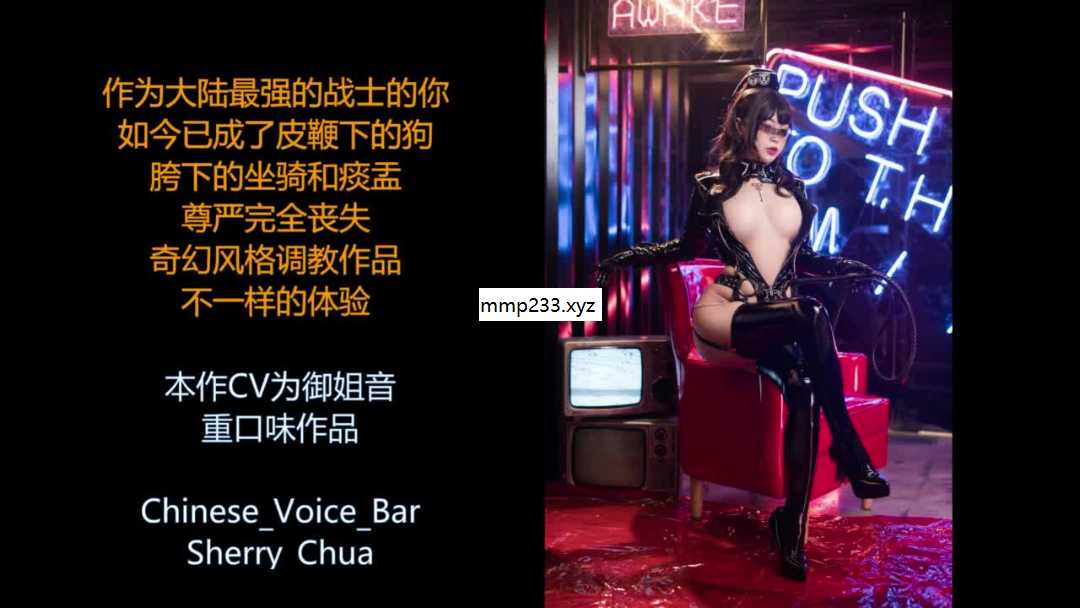 作为大陆最强的战士的你
如今已成了皮鞭下的狗
胯下的坐骑和痰盂
尊严完全丧失
奇幻风格调教作品
不一样的体验
本作CV为御姐音
重口味作品
Chinese_Voice_Bar
Sherry Chua
mmp233.xyz
AWAKE
PUSH
TO T.H
M